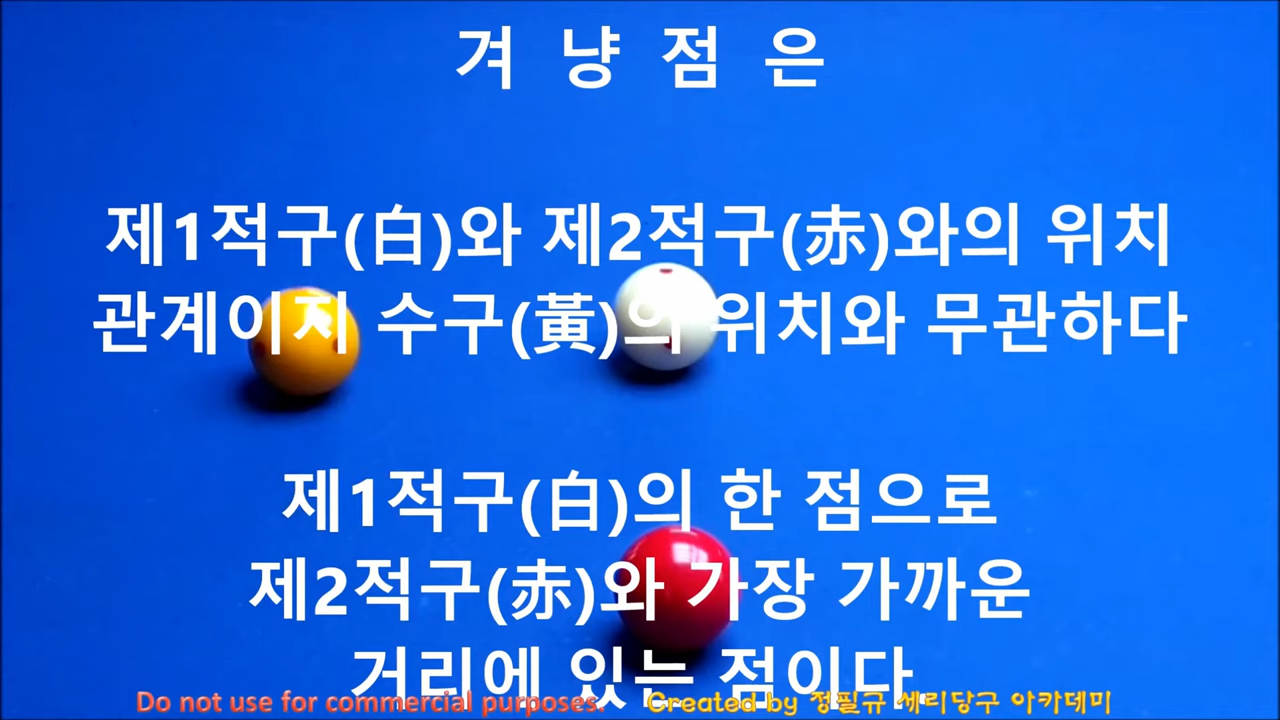 겨 냥 점 은
제1적구(白)와 제2적구(赤)와의 위치
관계이지 수구(黃)의 위치와 무관하다
제1적구(白)의 한 점으로
제2적구(赤)와 가장 가까운
거리에 잇는 점이다.
Do not use for commercial purposes. Created by 정필규 세리당구 아카데미